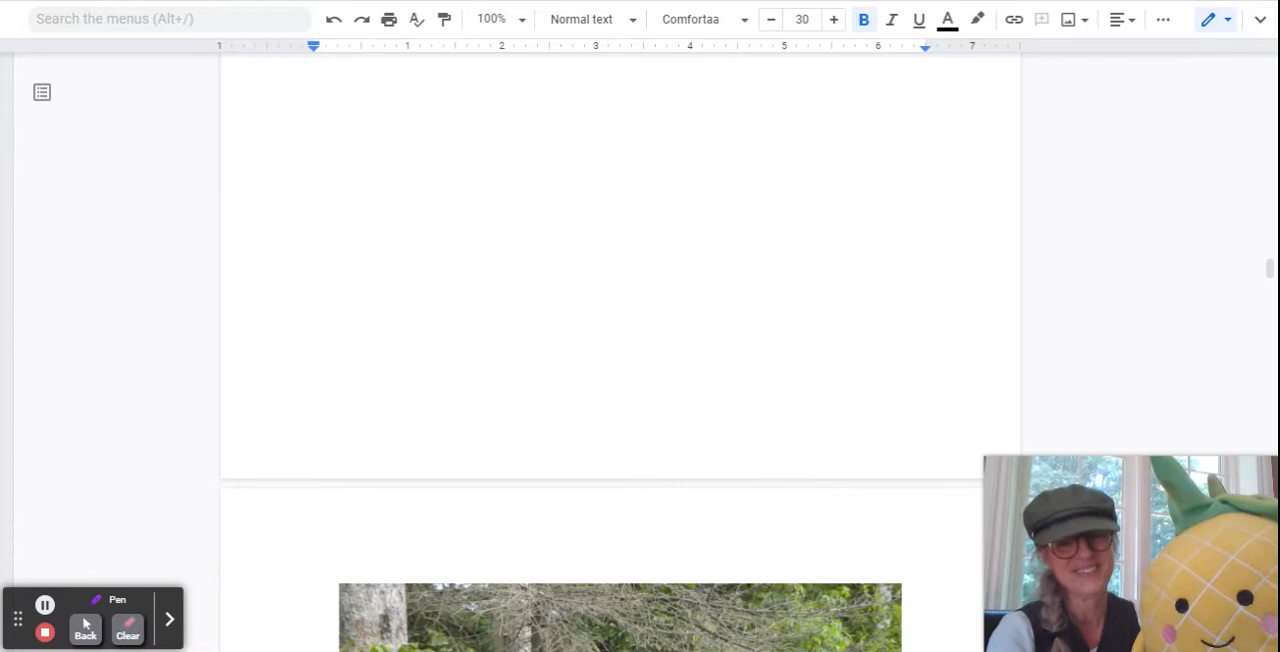 Search the menus (Alt+/) 100% Normal text Comfortaa 30 B I U A
1 1 2 3 4 5 6 7
Pen
Back Clear